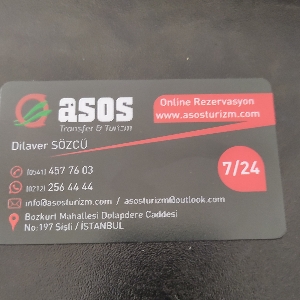 asos
Transfer & Turizm
Online Rezervasyon
www.asosturizm.com
Dilaver SÖZCÜ
(0541) 457 76 03
(0212) 256 44 44
7/24
info@asosturizm.com / asosturizm@outlook.com
Bozkurt Mahallesi Dolapdere Caddesi
No:197 Şişli / İSTANBUL